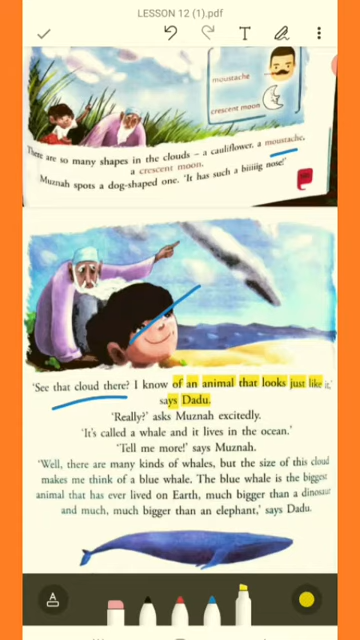 LESSON 12 (1).pdf
T
moustache
crescent moon
There are so many shapes in the clouds – a cauliflower, a moustache,
a crescent moon.
Muznah spots a dog-shaped one. 'It has such a biiiiig nose!'
'See that cloud there? I know of an animal that looks just like it,'
says Dadu.
'Really?' asks Muznah excitedly.
'It's called a whale and it lives in the ocean.'
'Tell me more!' says Muznah.
'Well, there are many kinds of whales, but the size of this cloud
makes me think of a blue whale. The blue whale is the biggest
animal that has ever lived on Earth, much bigger than a dinosaur
and much, much bigger than an elephant,' says Dadu.
A